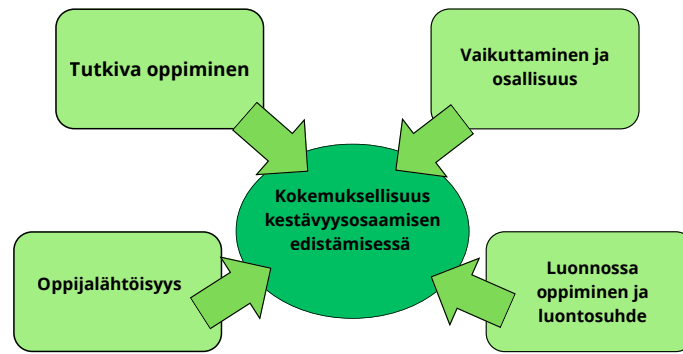 Tutkiva oppiminen
Vaikuttaminen ja
osallisuus
Kokemuksellisuus
kestävyysosaamisen
edistämisessä
Oppijalähtöisyys
Luonnossa
oppiminen ja
luontosuhde